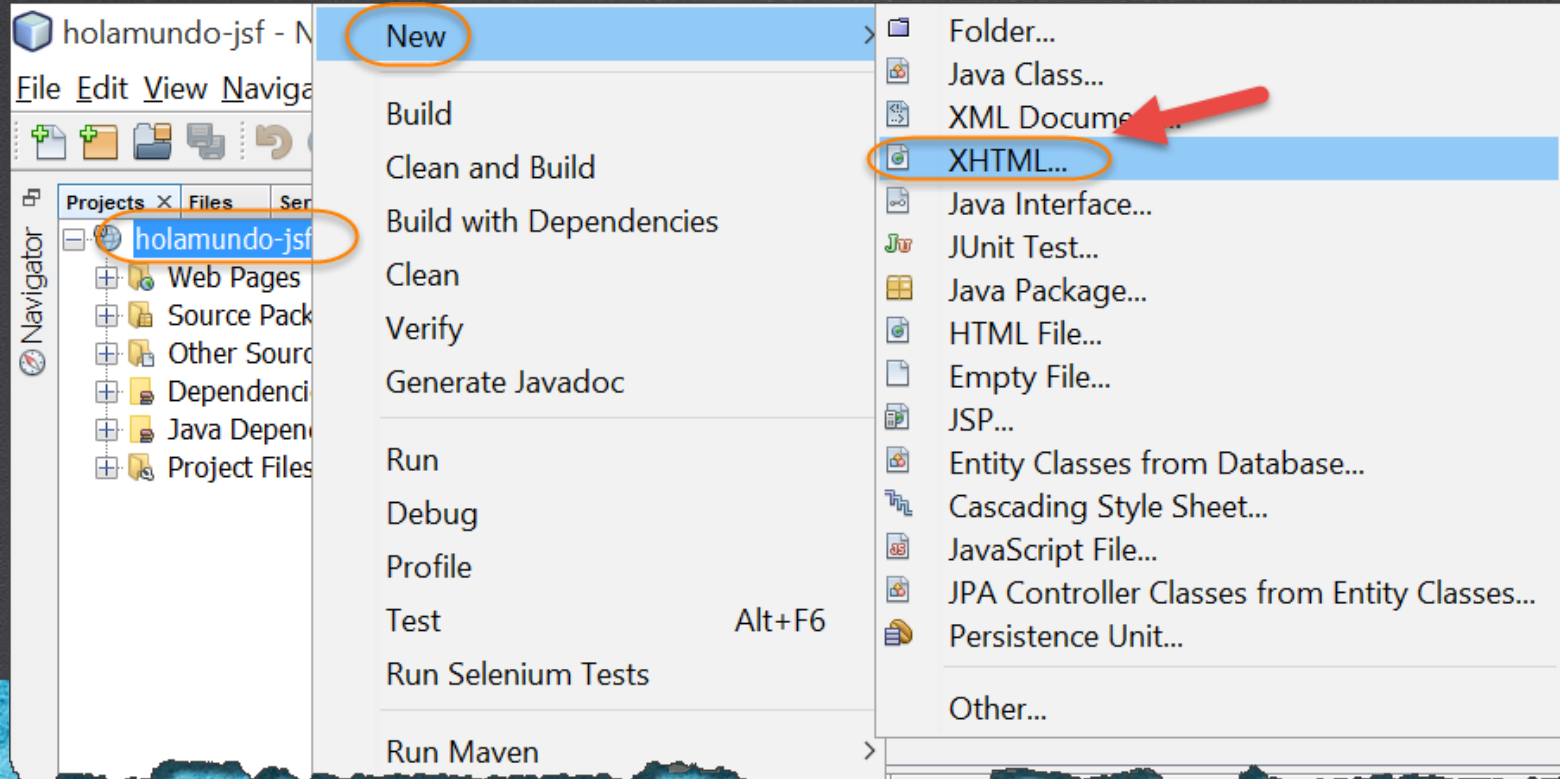 holamundo-jsf - N
File Edit View Naviga
Projects Files Ser
Navigator
holamundo-jsf
Web Pages
Source Pack
Other Sourc
Dependenci
Java Depen
Project Files
New
Build
Clean and Build
Build with Dependencies
Clean
Verify
Generate Javadoc
Run
Debug
Profile
Test Alt+F6
Run Selenium Tests
Run Maven
Folder...
Java Class...
XML Docume
XHTML...
Java Interface...
JUnit Test...
Java Package...
HTML File...
Empty File...
JSP...
Entity Classes from Database...
Cascading Style Sheet...
JavaScript File...
JPA Controller Classes from Entity Classes...
Persistence Unit...
Other...